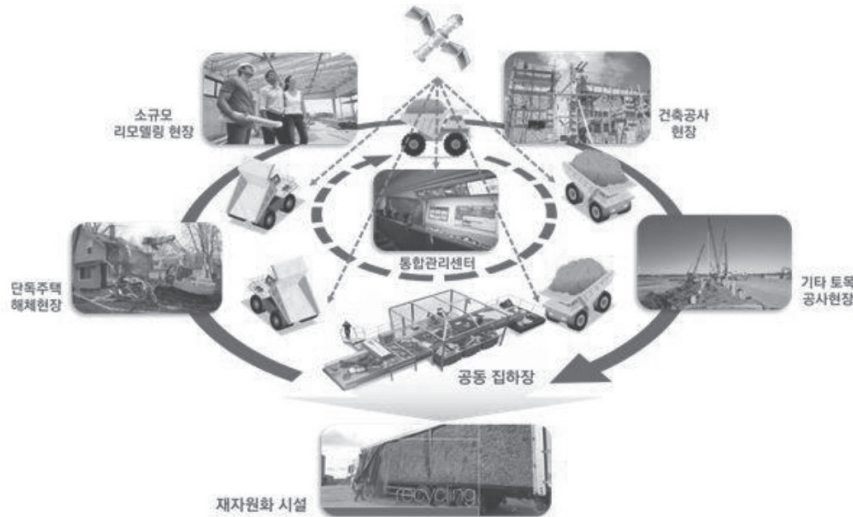 소규모
리모델링 현장
건축공사
현장
통합관리센터
단독주택
해체현장
기타 토목
공사현장
공동 집하장
recycling
재자원화 시설